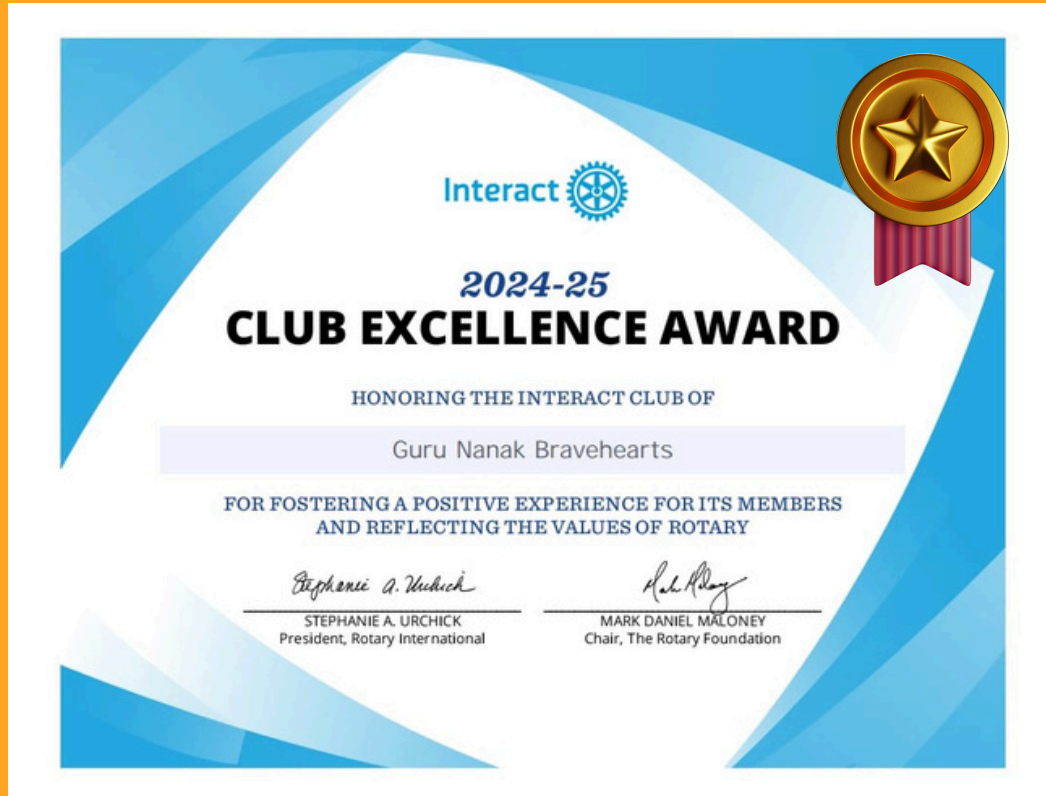 Interact
2024-25
CLUB EXCELLENCE AWARD
HONORING THE INTERACT CLUB OF
Guru Nanak Bravehearts
FOR FOSTERING A POSITIVE EXPERIENCE FOR ITS MEMBERS
AND REFLECTING THE VALUES OF ROTARY
Stephanie A. Urchick
STEPHANIE A. URCHICK
President, Rotary International
MARK DANIEL MALONEY
Chair, The Rotary Foundation